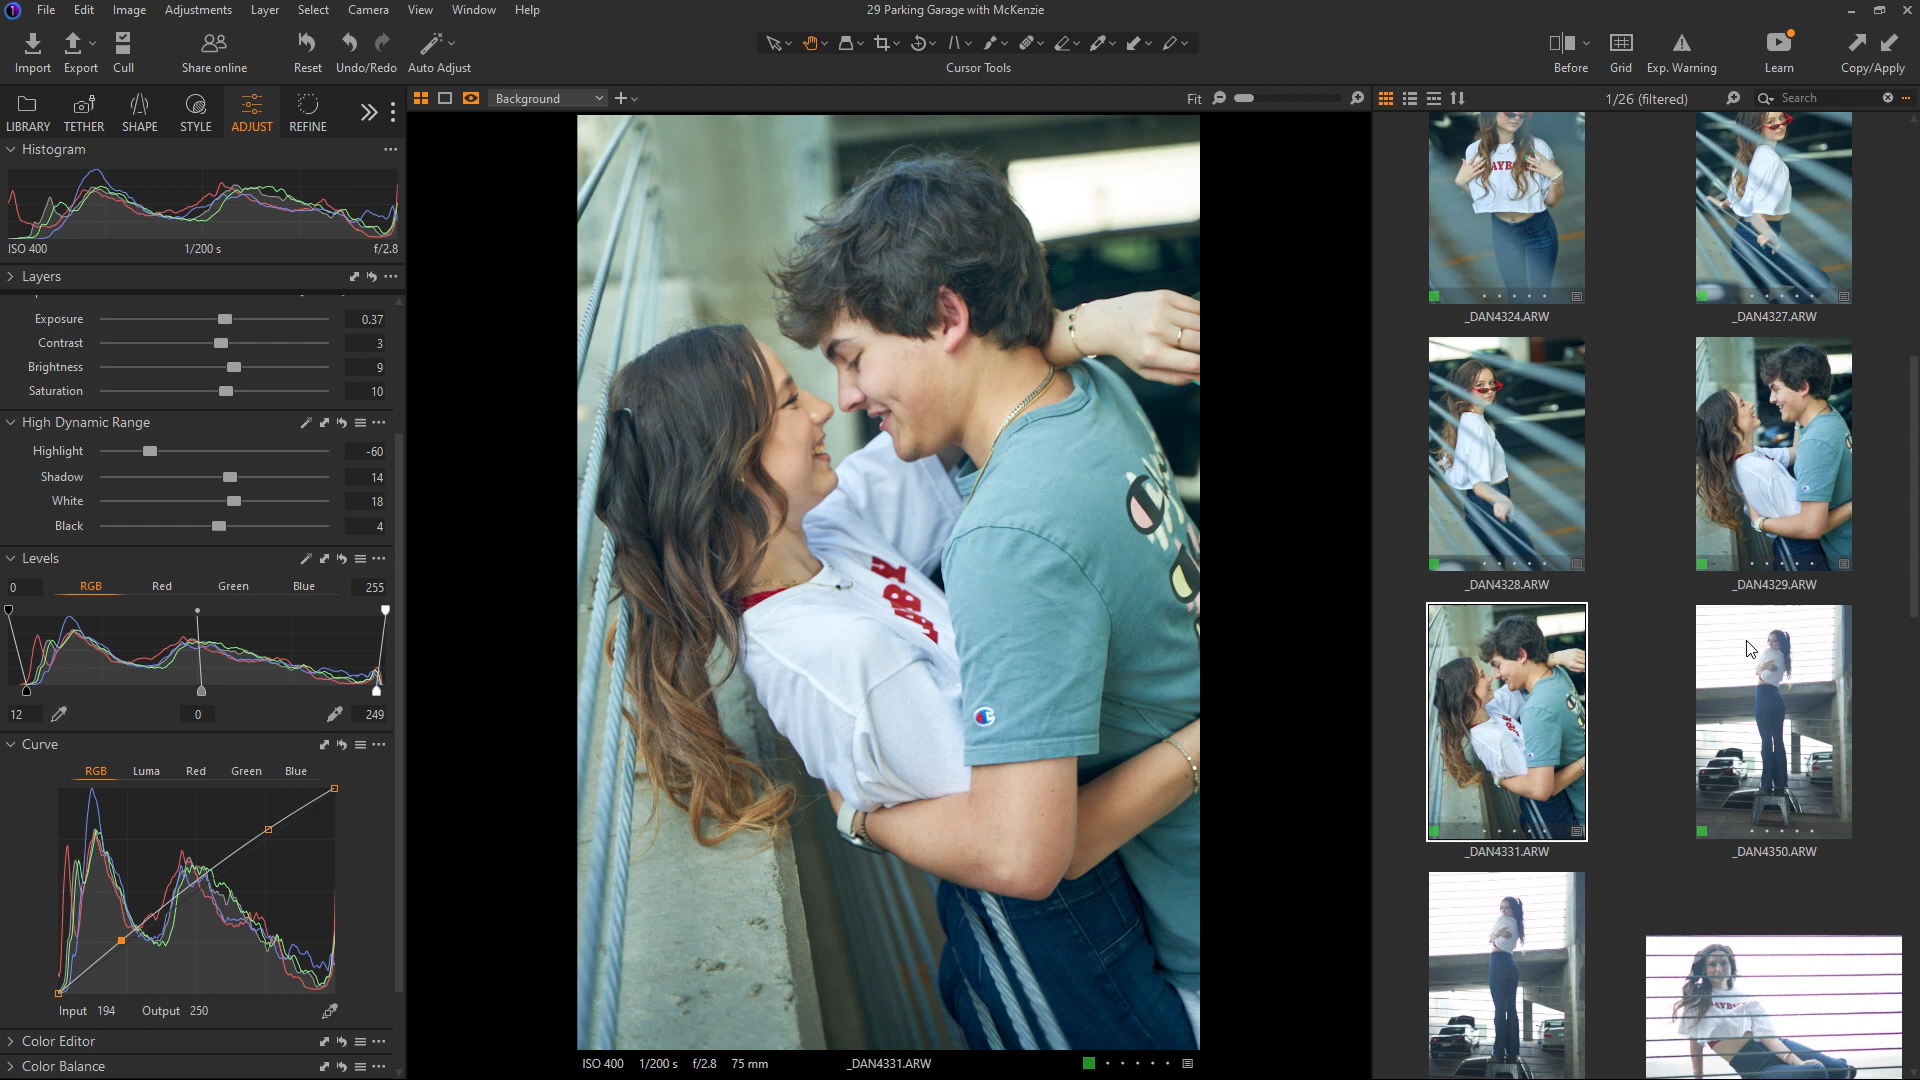 File Edit Image Adjustments Layer Select Camera View Window Help
29 Parking Garage with McKenzie
Import Export Cull Share online Reset Undo/Redo Auto Adjust
Cursor Tools
Before Grid Exp. Warning Learn Copy/Apply
LIBRARY TETHER SHAPE STYLE ADJUST REFINE
Background
Fit
1/26 (filtered)
Search
Histogram
ISO 400 1/200 s f/2.8
Layers
Exposure 0.37
Contrast 3
Brightness 9
Saturation 10
High Dynamic Range
Highlight -60
Shadow 14
White 18
Black 4
Levels
0 RGB Red Green Blue 255
12 0 249
Curve
RGB Luma Red Green Blue
Input 194 Output 250
Color Editor
Color Balance
ISO 400 1/200 s f/2.8 75 mm _DAN4331.ARW
_DAN4324.ARW
_DAN4327.ARW
_DAN4328.ARW
_DAN4329.ARW
_DAN4331.ARW
_DAN4350.ARW